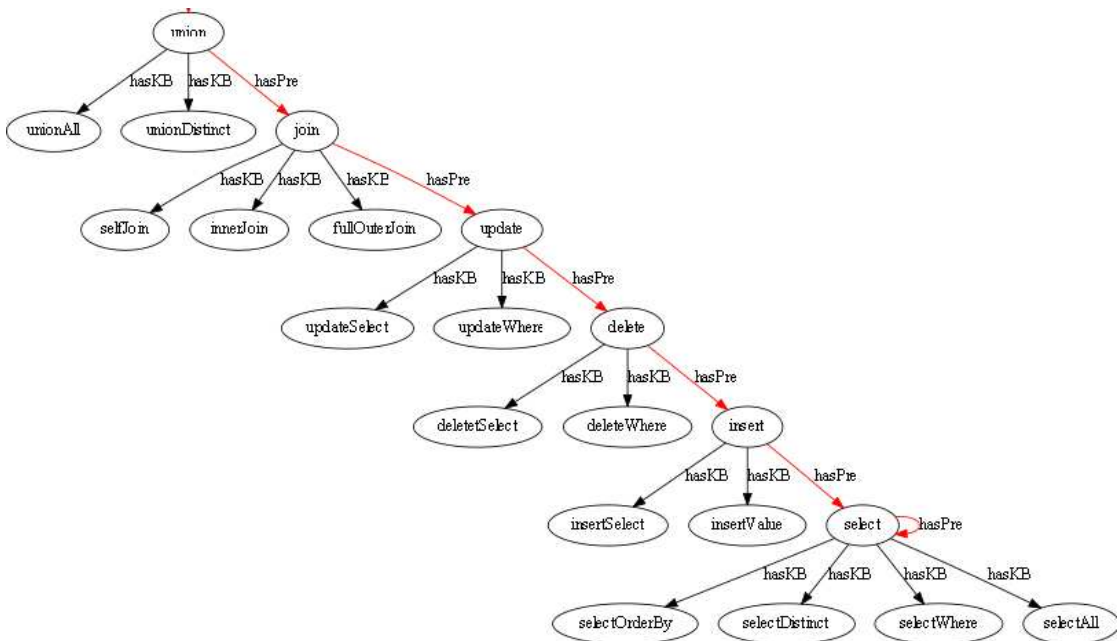 union
hasKB hasKB hasPre
unionAll unionDistinct join
hasKB hasKB hasKB hasPre
selfJoin innerJoin fullOuterJoin update
hasKB hasKB hasPre
updateSelect updateWhere delete
hasKB hasKB hasPre
deletetSelect deleteWhere insert
hasKB hasKB hasPre
insertSelect insertValue select hasPre
hasKB hasKB hasKB hasKB
selectOrderBy selectDistinct selectWhere selectAll